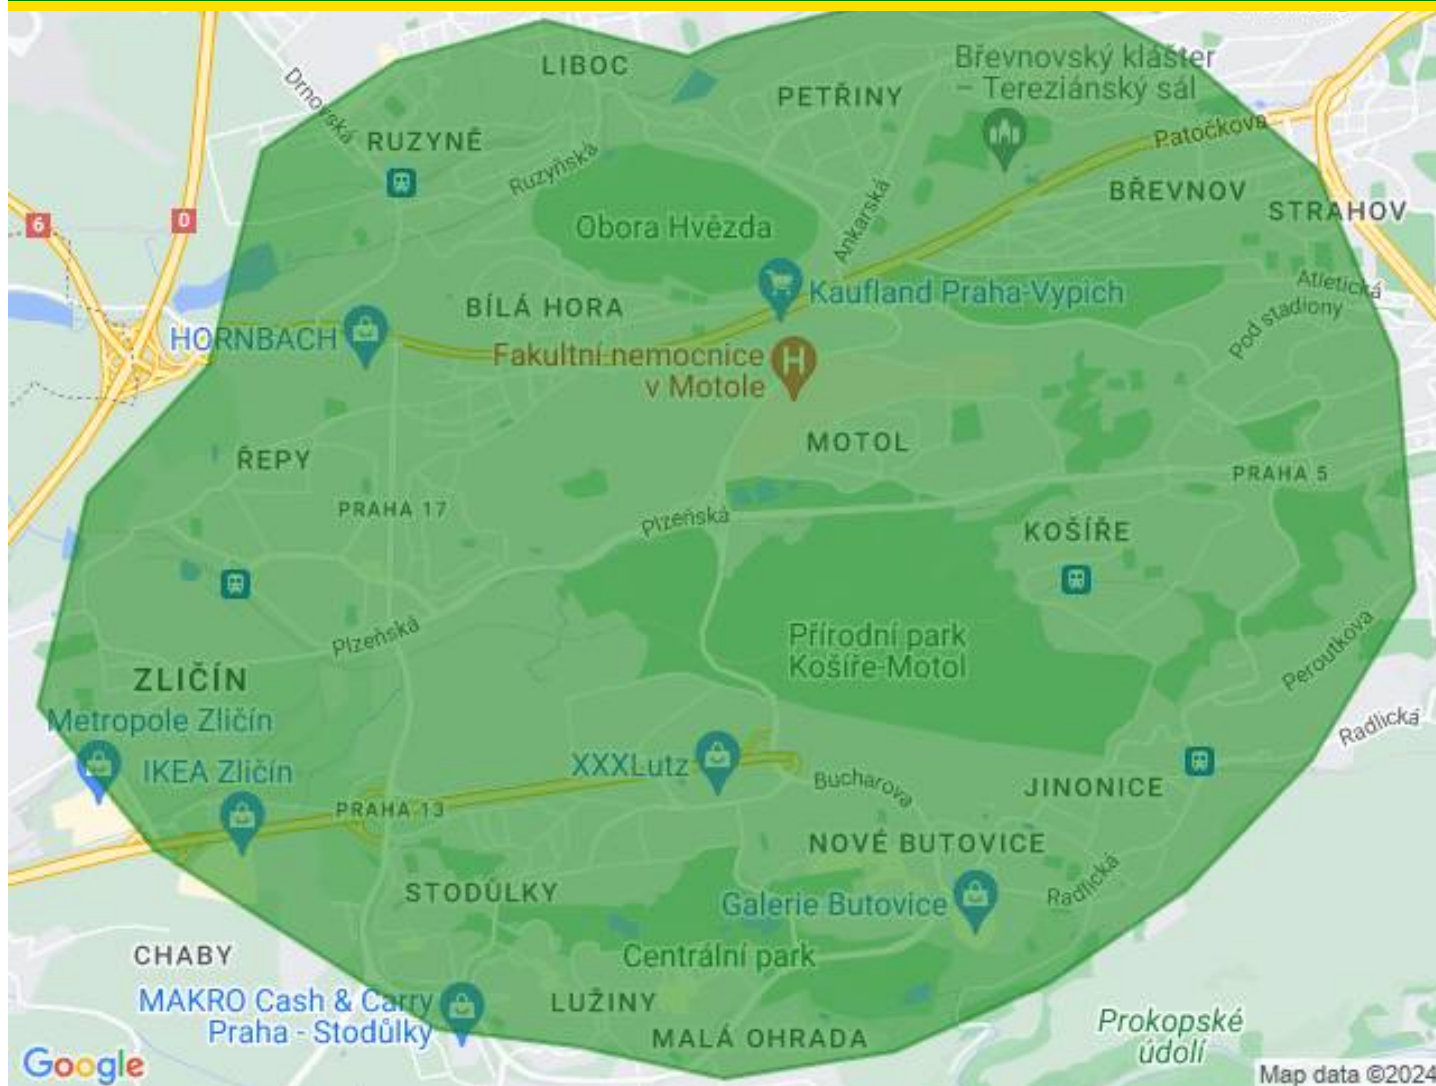 LIBOC
Břevnovský klášter
– Tereziánský sál
PETŘINY
Drnovská
RUZYNĚ
Ruzyňská
Patočkova
BŘEVNOV
STRAHOV
Ankarská
6
0
Obora Hvězda
Kaufland Praha-Vypich
Atletická
Pod stadiony
BÍLÁ HORA
HORNBACH
Fakultní nemocnice
v Motole
MOTOL
ŘEPY
PRAHA 5
PRAHA 17
Plzeňská
KOŠÍŘE
Plzeňská
Přírodní park
Košíře-Motol
Peroutkova
ZLIČÍN
Metropole Zličín
Radlická
IKEA Zličín
XXXLutz
Bucharova
JINONICE
PRAHA 13
NOVÉ BUTOVICE
STODŮLKY
Galerie Butovice
Radlická
CHABY
Centrální park
MAKRO Cash & Carry
Praha - Stodůlky
LUŽINY
MALÁ OHRADA
Prokopské
údolí
Google
Map data ©2024